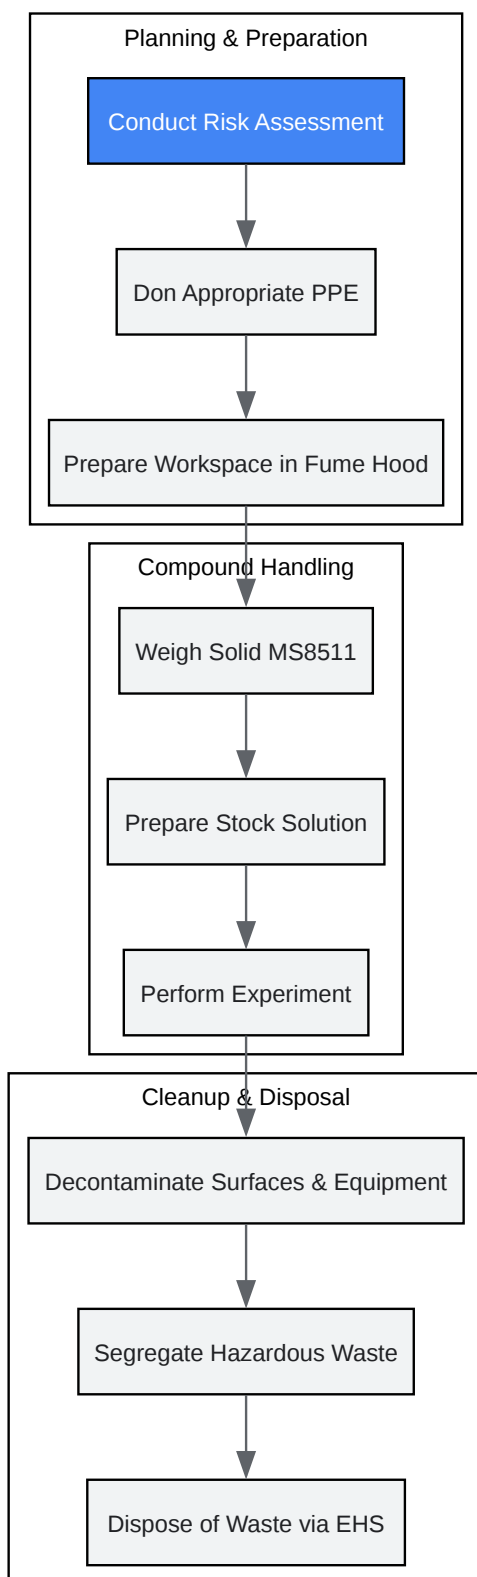 Planning & Preparation
Conduct Risk Assessment
Don Appropriate PPE
Prepare Workspace in Fume Hood
Compound Handling
Weigh Solid MS8511
Prepare Stock Solution
Perform Experiment
Cleanup & Disposal
Decontaminate Surfaces & Equipment
Segregate Hazardous Waste
Dispose of Waste via EHS